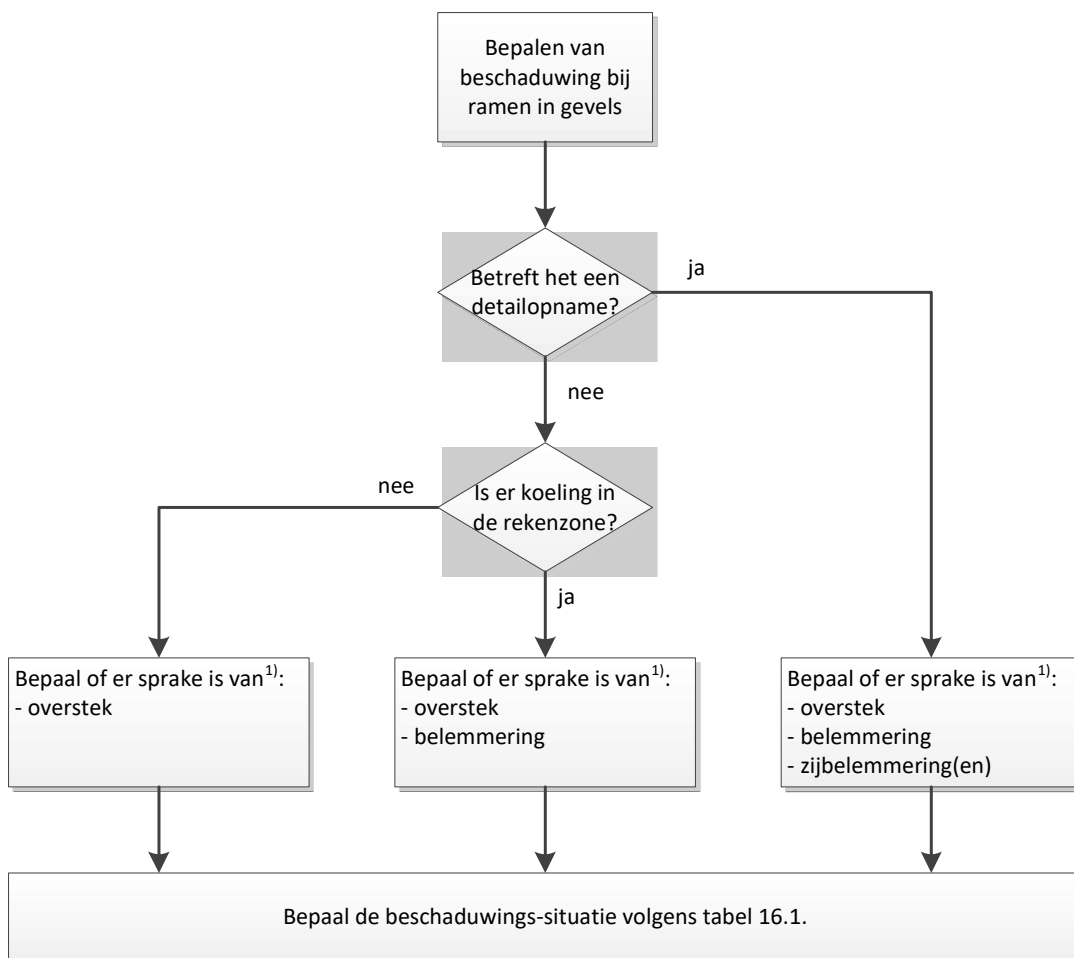 Bepalen van
beschaduwing bij
ramen in gevels
Betreft het een
detailopname?
ja
nee
Is er koeling in
de rekenzone?
nee
ja
Bepaal of er sprake is van1):
- overstek
Bepaal of er sprake is van1):
- overstek
- belemmering
Bepaal of er sprake is van1):
- overstek
- belemmering
- zijbelemmering(en)
Bepaal de beschaduwings-situatie volgens tabel 16.1.